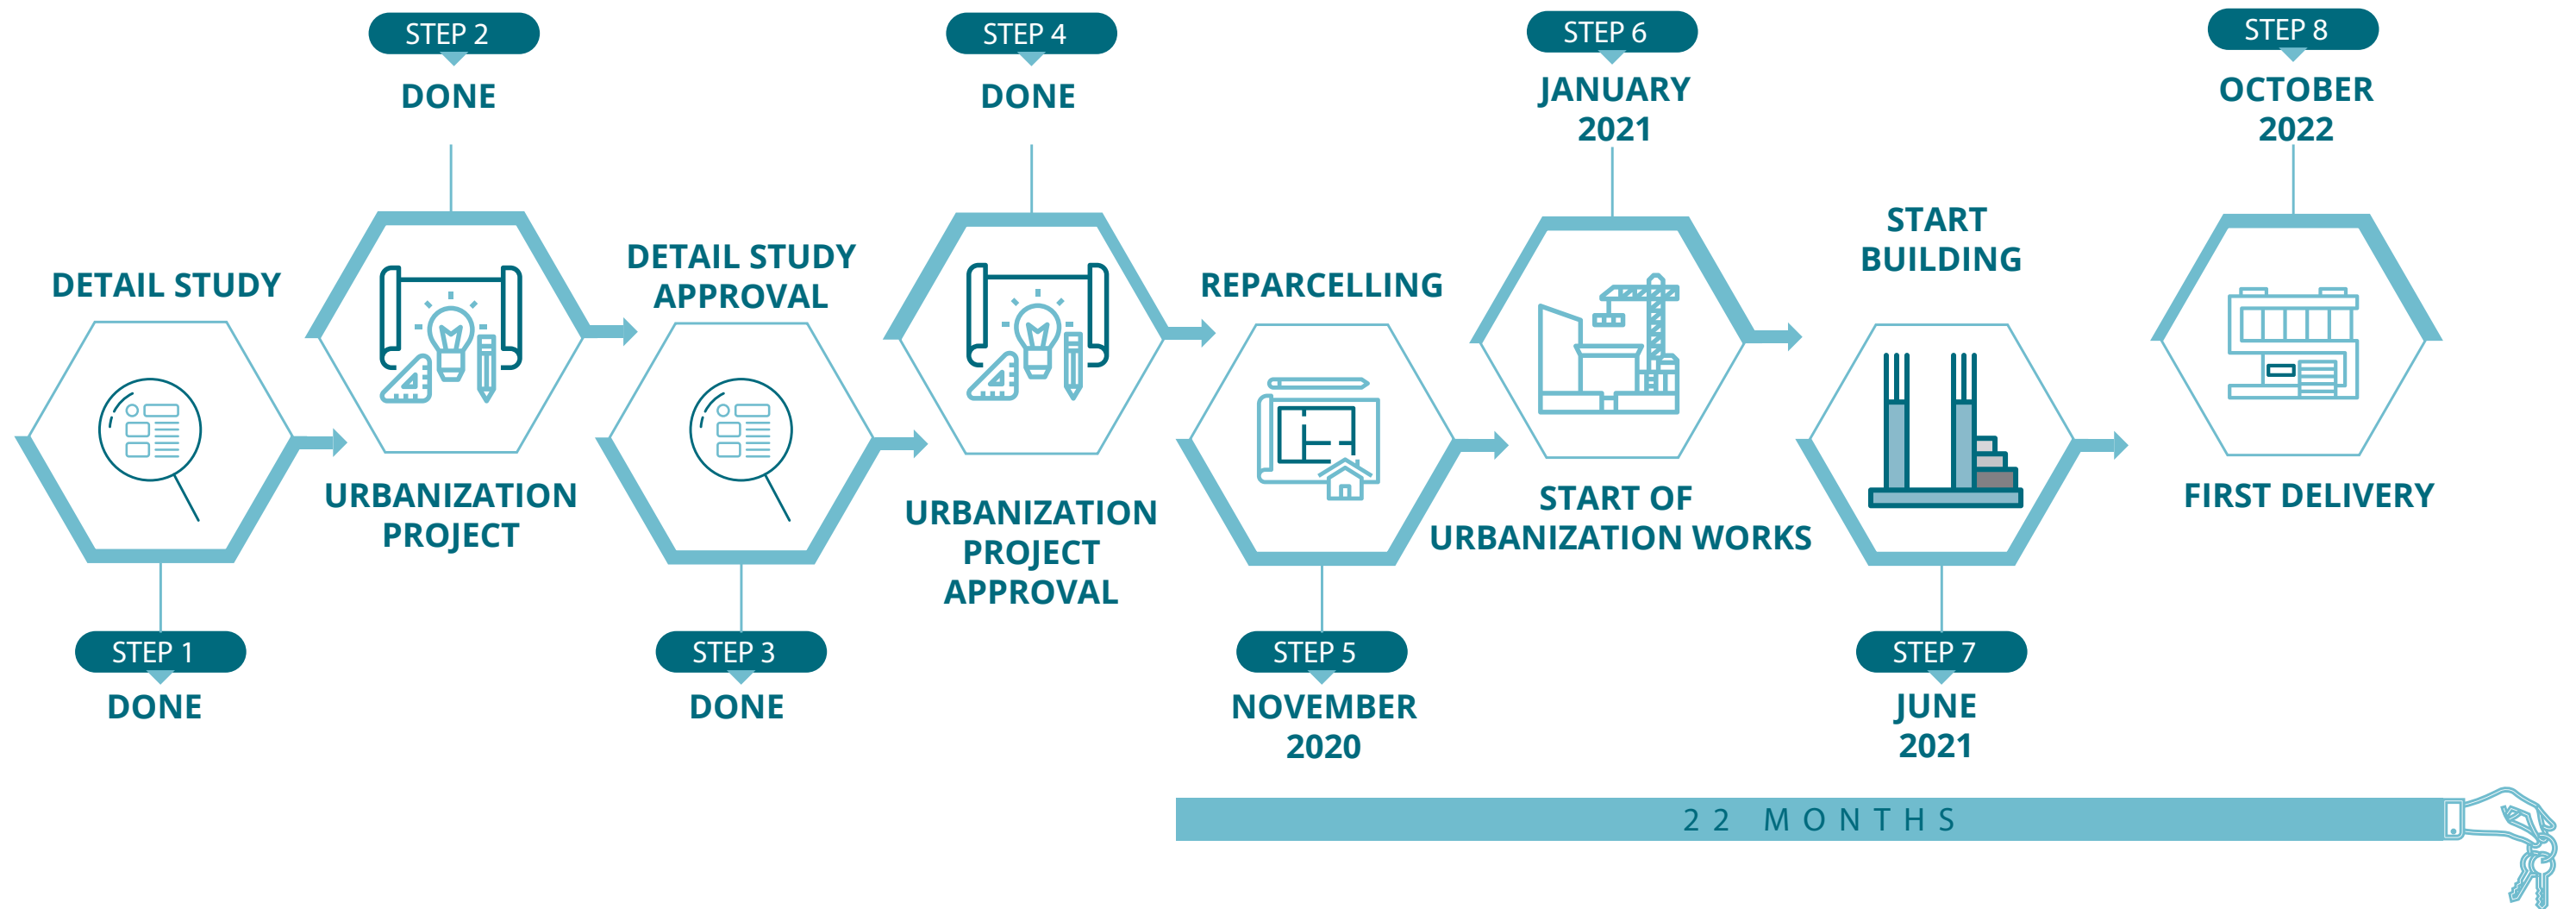 STEP 1
DETAIL STUDY
DONE
STEP 2
DONE
URBANIZATION
PROJECT
DETAIL STUDY
APPROVAL
STEP 3
DONE
STEP 4
DONE
URBANIZATION
PROJECT
APPROVAL
REPARCELLING
STEP 5
NOVEMBER
2020
STEP 6
JANUARY
2021
START OF
URBANIZATION WORKS
START
BUILDING
STEP 7
JUNE
2021
STEP 8
OCTOBER
2022
FIRST DELIVERY
22 MONTHS